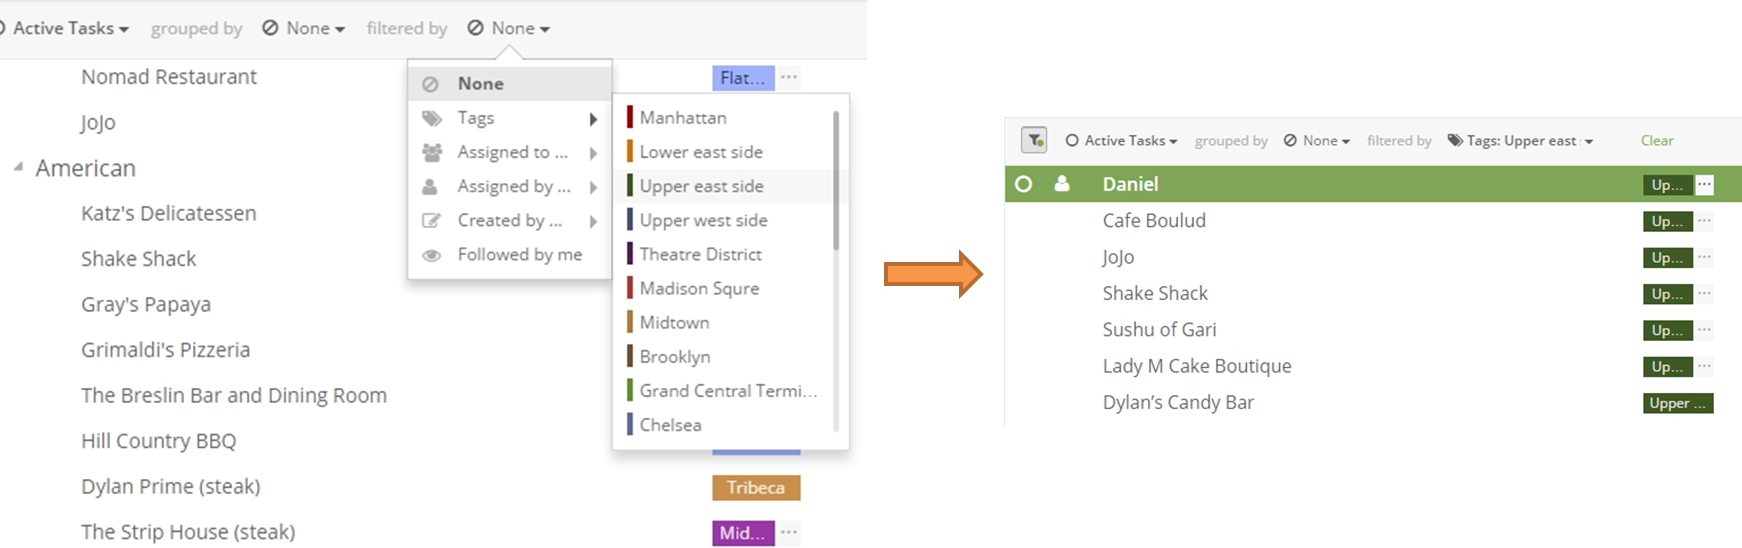 Active Tasks grouped by None filtered by None
Nomad Restaurant
Flat... ...
JoJo
American
Katz's Delicatessen
Shake Shack
Gray's Papaya
Grimaldi's Pizzeria
The Breslin Bar and Dining Room
Hill Country BBQ
Dylan Prime (steak)
Tribeca
The Strip House (steak)
Mid... ...
None
Tags
Assigned to ...
Assigned by ...
Created by ...
Followed by me
Manhattan
Lower east side
Upper east side
Upper west side
Theatre District
Madison Squre
Midtown
Brooklyn
Grand Central Termi...
Chelsea
Active Tasks grouped by None filtered by Tags: Upper east Clear
Daniel Up... ...
Cafe Boulud Up... ...
JoJo Up... ...
Shake Shack Up... ...
Sushu of Gari Up... ...
Lady M Cake Boutique Up... ...
Dylan’s Candy Bar Upper ...